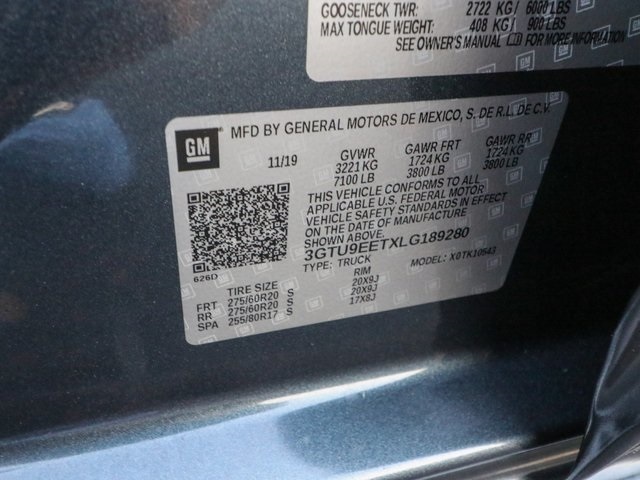 GOOSENECK TWR: 2722 KG/ 6000 LBS
MAX TONGUE WEIGHT: 408 KG/ 900 LBS
SEE OWNER'S MANUAL FOR MORE INFORMATION
GM
MFD BY GENERAL MOTORS DE MEXICO, S. DE R.L. DE C.V.
11/19 GVWR GAWR FRT GAWR RR
3221 KG 1724 KG 1724 KG
7100 LB 3800 LB 3800 LB
THIS VEHICLE CONFORMS TO ALL
APPLICABLE U.S. FEDERAL MOTOR
VEHICLE SAFETY STANDARDS IN EFFECT
ON THE DATE OF MANUFACTURE
SHOWN ABOVE.
3GTU9EETXLG189280
TYPE: TRUCK MODEL: X0TK10543
626D
TIRE SIZE RIM
FRT 275/60R20 S 20X9J
RR 275/60R20 S 20X9J
SPA 255/80R17 S 17X8J